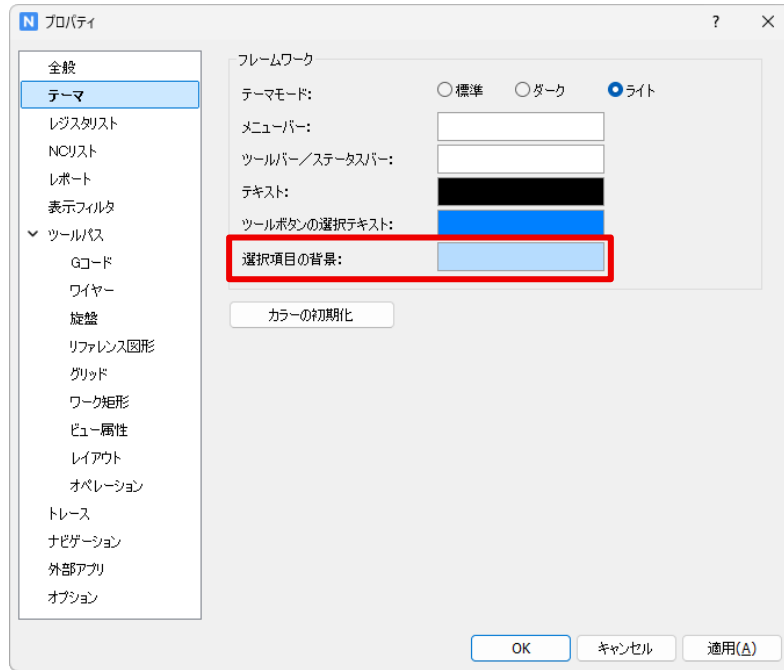 N プロパティ ? ×
全般
テーマ
レジスタリスト
NCリスト
レポート
表示フィルタ
ツールパス
Gコード
ワイヤー
旋盤
リファレンス図形
グリッド
ワーク矩形
ビュー属性
レイアウト
オペレーション
トレース
ナビゲーション
外部アプリ
オプション
フレームワーク
テーマモード: 標準 ダーク ライト
メニューバー:
ツールバー/ステータスバー:
テキスト:
ツールボタンの選択テキスト:
選択項目の背景:
カラーの初期化
OK キャンセル 適用(A)